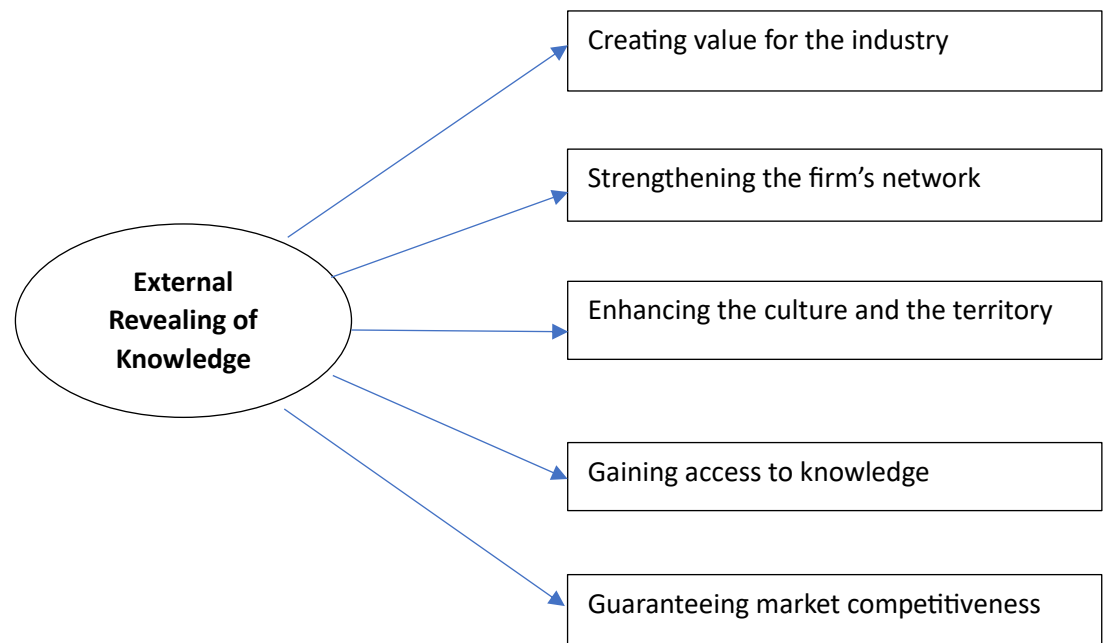 External
Revealing of
Knowledge
Creating value for the industry
Strengthening the firm’s network
Enhancing the culture and the territory
Gaining access to knowledge
Guaranteeing market competitiveness